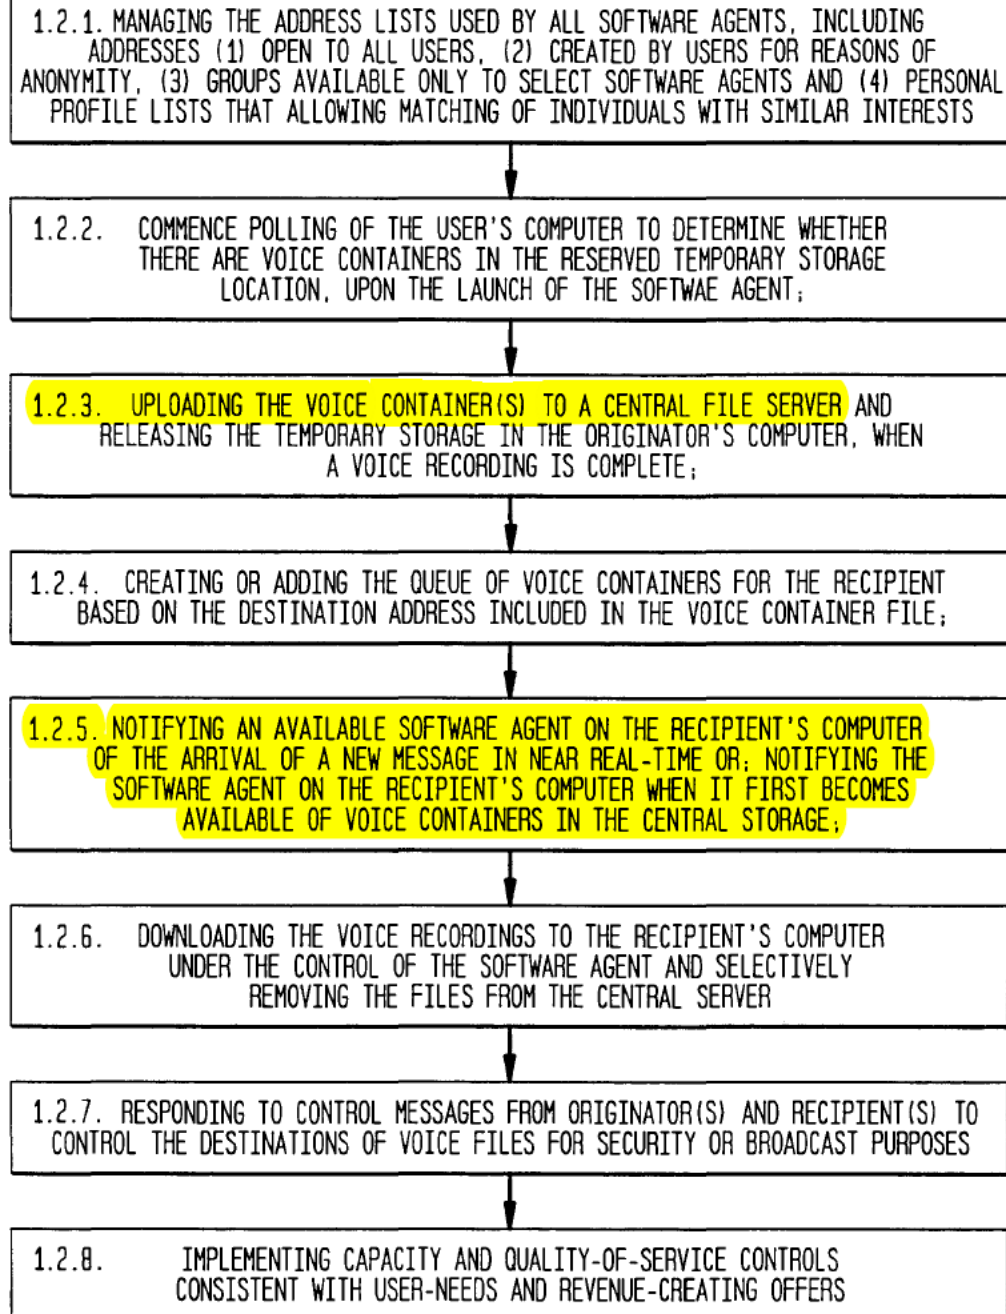 1.2.1. MANAGING THE ADDRESS LISTS USED BY ALL SOFTWARE AGENTS, INCLUDING
ADDRESSES (1) OPEN TO ALL USERS, (2) CREATED BY USERS FOR REASONS OF
ANONYMITY, (3) GROUPS AVAILABLE ONLY TO SELECT SOFTWARE AGENTS AND (4) PERSONAL
PROFILE LISTS THAT ALLOWING MATCHING OF INDIVIDUALS WITH SIMILAR INTERESTS
1.2.2. COMMENCE POLLING OF THE USER'S COMPUTER TO DETERMINE WHETHER
THERE ARE VOICE CONTAINERS IN THE RESERVED TEMPORARY STORAGE
LOCATION, UPON THE LAUNCH OF THE SOFTWAE AGENT;
1.2.3. UPLOADING THE VOICE CONTAINER(S) TO A CENTRAL FILE SERVER AND
RELEASING THE TEMPORARY STORAGE IN THE ORIGINATOR'S COMPUTER, WHEN
A VOICE RECORDING IS COMPLETE;
1.2.4. CREATING OR ADDING THE QUEUE OF VOICE CONTAINERS FOR THE RECIPIENT
BASED ON THE DESTINATION ADDRESS INCLUDED IN THE VOICE CONTAINER FILE;
1.2.5. NOTIFYING AN AVAILABLE SOFTWARE AGENT ON THE RECIPIENT'S COMPUTER
OF THE ARRIVAL OF A NEW MESSAGE IN NEAR REAL-TIME OR; NOTIFYING THE
SOFTWARE AGENT ON THE RECIPIENT'S COMPUTER WHEN IT FIRST BECOMES
AVAILABLE OF VOICE CONTAINERS IN THE CENTRAL STORAGE;
1.2.6. DOWNLOADING THE VOICE RECORDINGS TO THE RECIPIENT'S COMPUTER
UNDER THE CONTROL OF THE SOFTWARE AGENT AND SELECTIVELY
REMOVING THE FILES FROM THE CENTRAL SERVER
1.2.7. RESPONDING TO CONTROL MESSAGES FROM ORIGINATOR(S) AND RECIPIENT(S) TO
CONTROL THE DESTINATIONS OF VOICE FILES FOR SECURITY OR BROADCAST PURPOSES
1.2.8. IMPLEMENTING CAPACITY AND QUALITY-OF-SERVICE CONTROLS
CONSISTENT WITH USER-NEEDS AND REVENUE-CREATING OFFERS